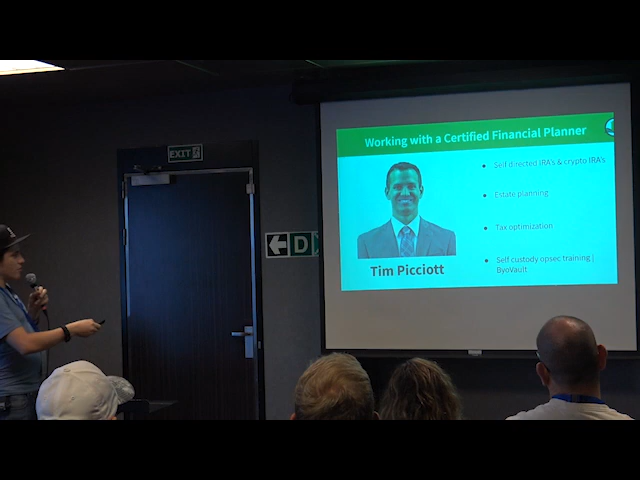 EXIT
D
Working with a Certified Financial Planner
Self directed IRA's & crypto IRA's
Estate planning
Tax optimization
Self custody opsec training |
ByoVault
Tim Picciott